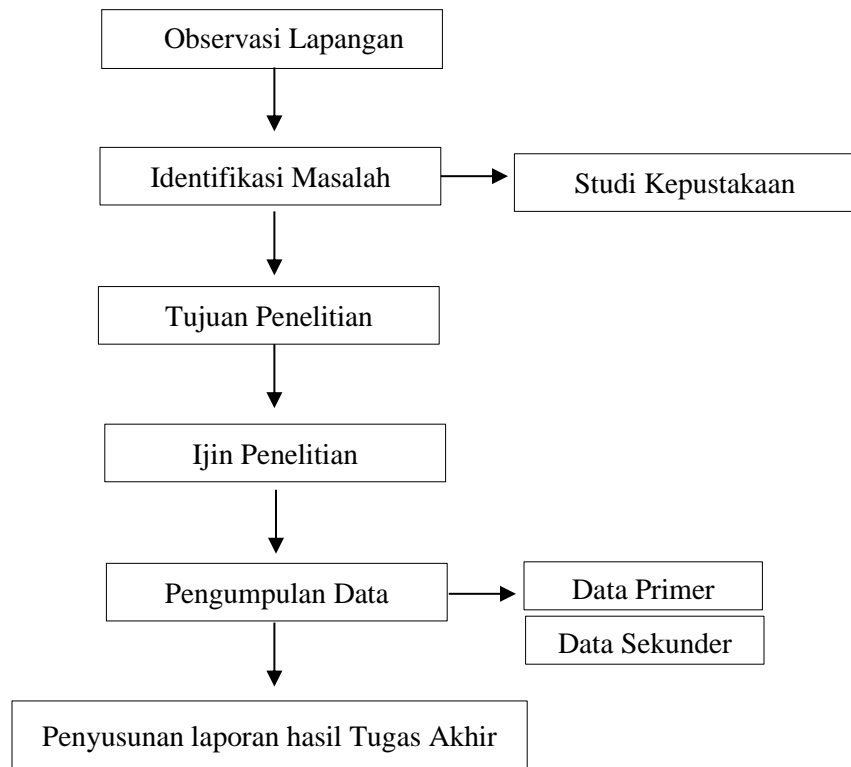 Observasi Lapangan
Identifikasi Masalah
Studi Kepustakaan
Tujuan Penelitian
Ijin Penelitian
Pengumpulan Data
Data Primer
Data Sekunder
Penyusunan laporan hasil Tugas Akhir